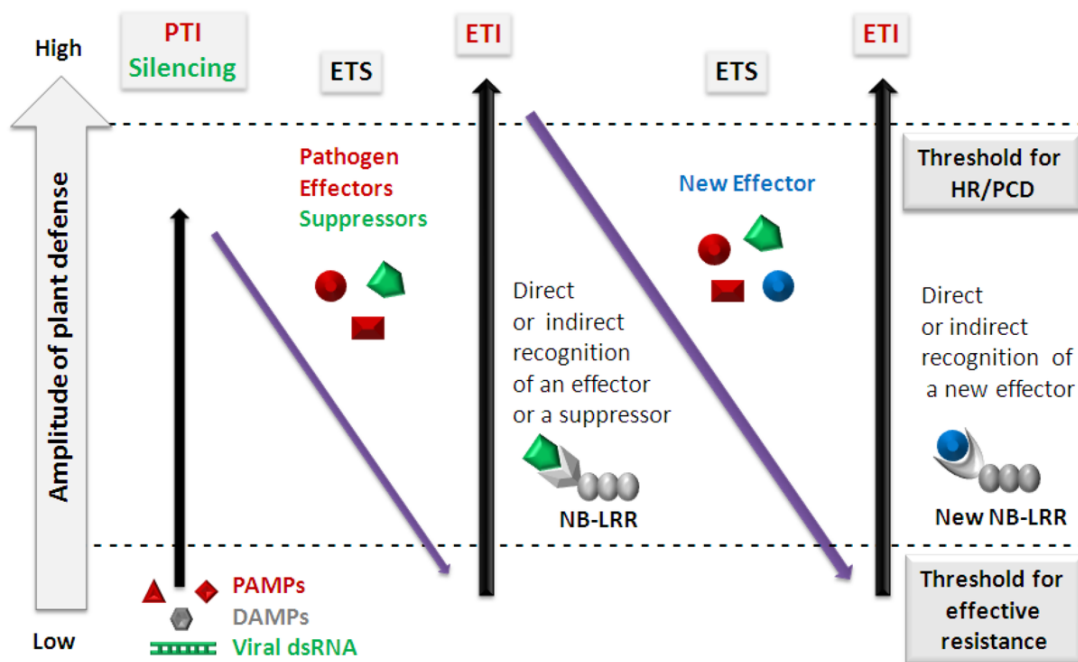 High
PTI
Silencing
ETS
ETI
ETS
ETI
Amplitude of plant defense
Pathogen
Effectors
Suppressors
New Effector
Threshold for
HR/PCD
Direct
or indirect
recognition
of an effector
or a suppressor
NB-LRR
Direct
or indirect
recognition of
a new effector
New NB-LRR
PAMPs
DAMPs
Viral dsRNA
Low
Threshold for
effective
resistance